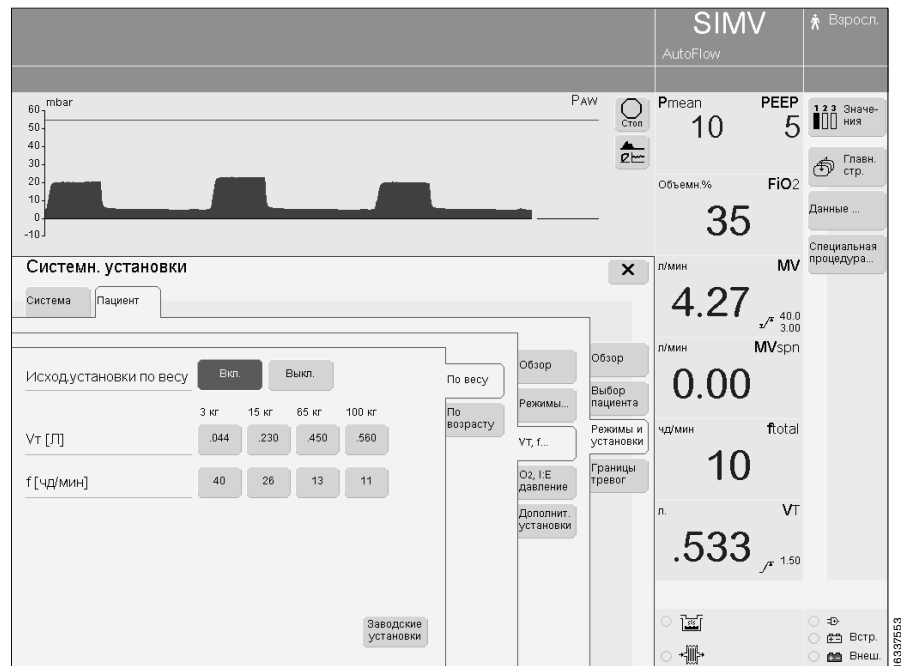 SIMV
AutoFlow
Взросл.
mbar
Paw
60
50
40
30
20
10
0
-10
Стоп
Pmean
PEEP
10
5
1 2 3 Значе-
ния
Главн.
стр.
Объемн.%
FiO2
35
Данные ...
Специальная
процедура...
Системн. установки
Система
Пациент
л/мин
MV
4.27
40.0
3.00
Исход.установки по весу
Вкл.
Выкл.
По весу
По
возрасту
Обзор
Режимы...
VT, f...
O2, I:E
давление
Дополнит.
установки
Обзор
Выбор
пациента
Режимы и
установки
Границы
тревог
3 кг 15 кг 65 кг 100 кг
VT [Л] .044 .230 .450 .560
f [чд/мин] 40 26 13 11
Заводские
установки
л/мин
MVspn
0.00
чд/мин
ftotal
10
л.
VT
.533
1.50
Встр.
Внеш.
16337553